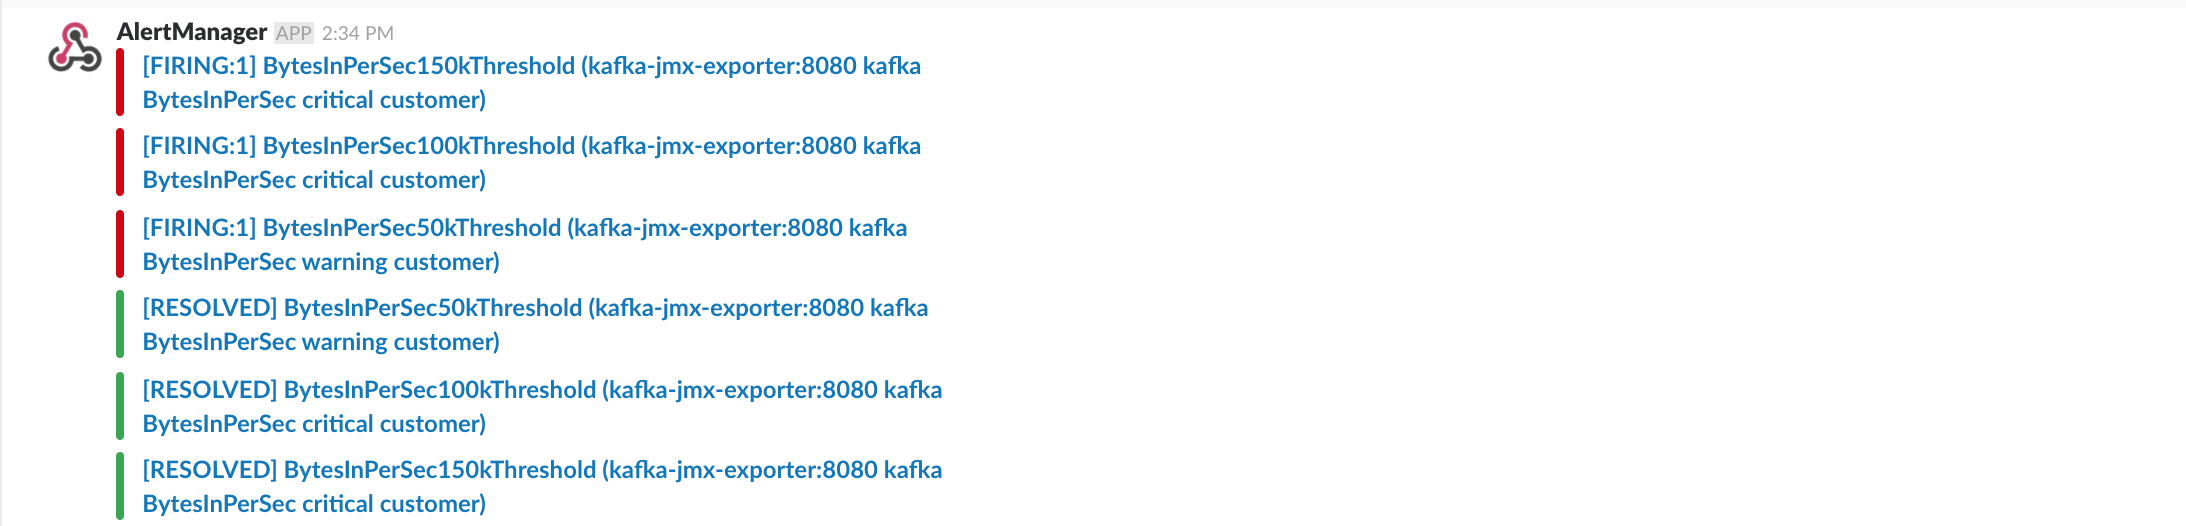 AlertManager APP 2:34 PM
[FIRING:1] BytesInPerSec150kThreshold (kafka-jmx-exporter:8080 kafka
BytesInPerSec critical customer)
[FIRING:1] BytesInPerSec100kThreshold (kafka-jmx-exporter:8080 kafka
BytesInPerSec critical customer)
[FIRING:1] BytesInPerSec50kThreshold (kafka-jmx-exporter:8080 kafka
BytesInPerSec warning customer)
[RESOLVED] BytesInPerSec50kThreshold (kafka-jmx-exporter:8080 kafka
BytesInPerSec warning customer)
[RESOLVED] BytesInPerSec100kThreshold (kafka-jmx-exporter:8080 kafka
BytesInPerSec critical customer)
[RESOLVED] BytesInPerSec150kThreshold (kafka-jmx-exporter:8080 kafka
BytesInPerSec critical customer)